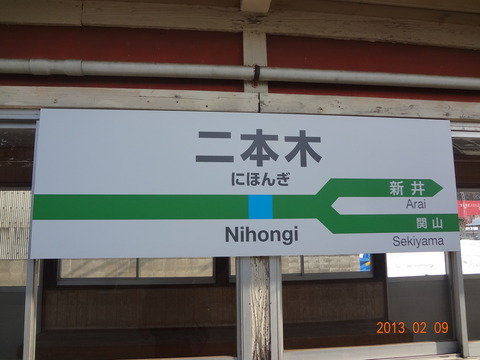 二本木
にほんぎ
Nihongi
新井
Arai
関山
Sekiyama
2013 02 09